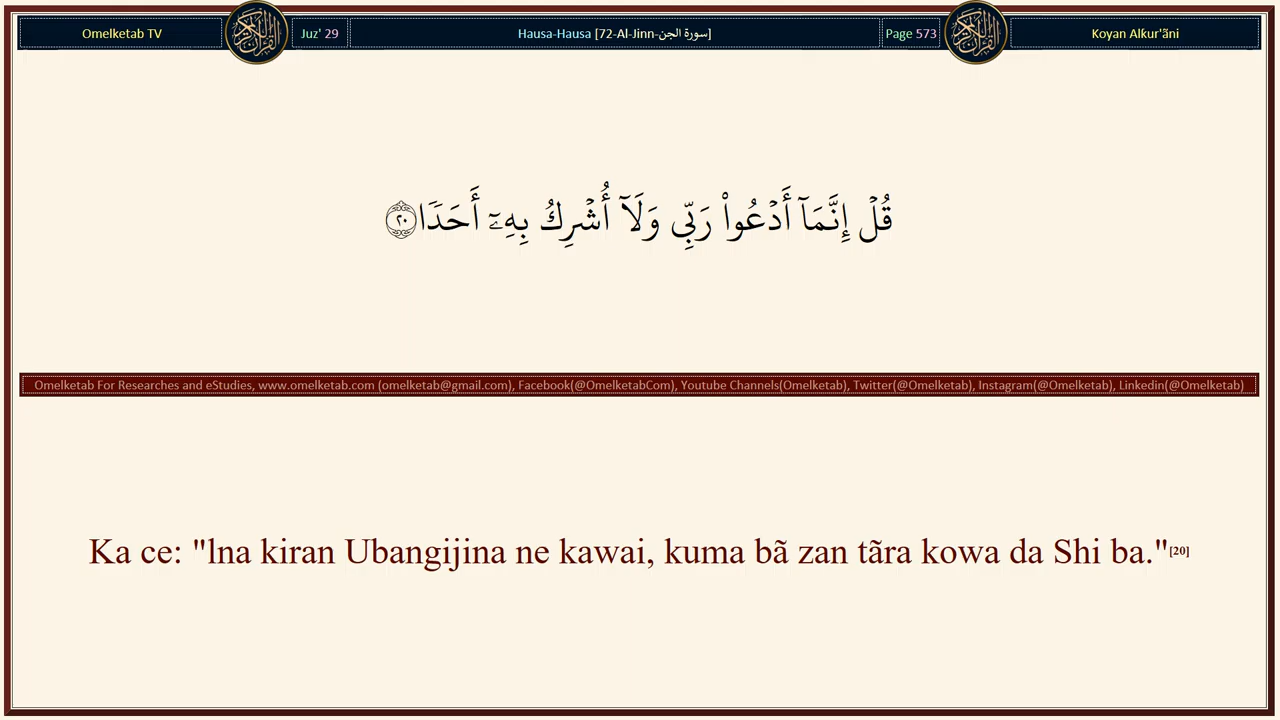 Omelketab TV
Juz' 29
Hausa-Hausa [72-Al-Jinn-سورة الجن]
Page 573
Koyan Alƙur'ãni
قُلۡ إِنَّمَآ أَدۡعُواْ رَبِّي وَلَآ أُشۡرِكُ بِهِۦٓ أَحَدٗا ٢٠
Omelketab For Researches and eStudies, www.omelketab.com (omelketab@gmail.com), Facebook(@OmelketabCom), Youtube Channels(Omelketab), Twitter(@Omelketab), Instagram(@Omelketab), Linkedin(@Omelketab)
Ka ce: "lna kiran Ubangijina ne kawai, kuma bã zan tãra kowa da Shi ba."[20]